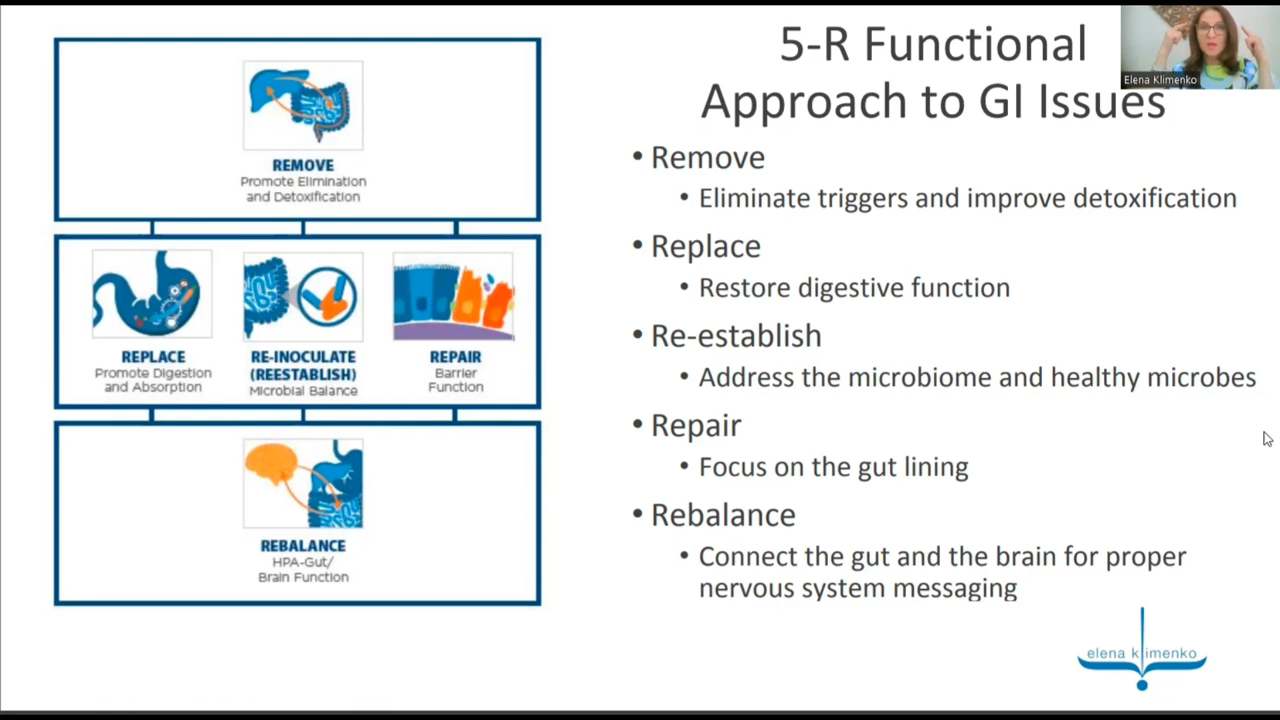 5-R Functional
Approach to GI Issues
Elena Klimenko
REMOVE
Promote Elimination
and Detoxification
REPLACE
Promote Digestion
and Absorption
RE-INOCULATE
(REESTABLISH)
Microbial Balance
REPAIR
Barrier
Function
REBALANCE
HPA-Gut/
Brain Function
• Remove
• Eliminate triggers and improve detoxification
• Replace
• Restore digestive function
• Re-establish
• Address the microbiome and healthy microbes
• Repair
• Focus on the gut lining
• Rebalance
• Connect the gut and the brain for proper
nervous system messaging
elena klimenko